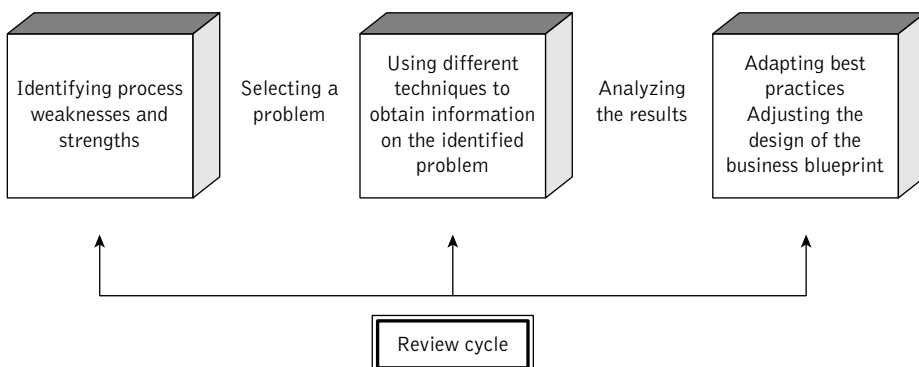 Identifying process
weaknesses and
strengths
Selecting a
problem
Using different
techniques to
obtain information
on the identified
problem
Analyzing
the results
Adapting best
practices
Adjusting the
design of the
business blueprint
Review cycle